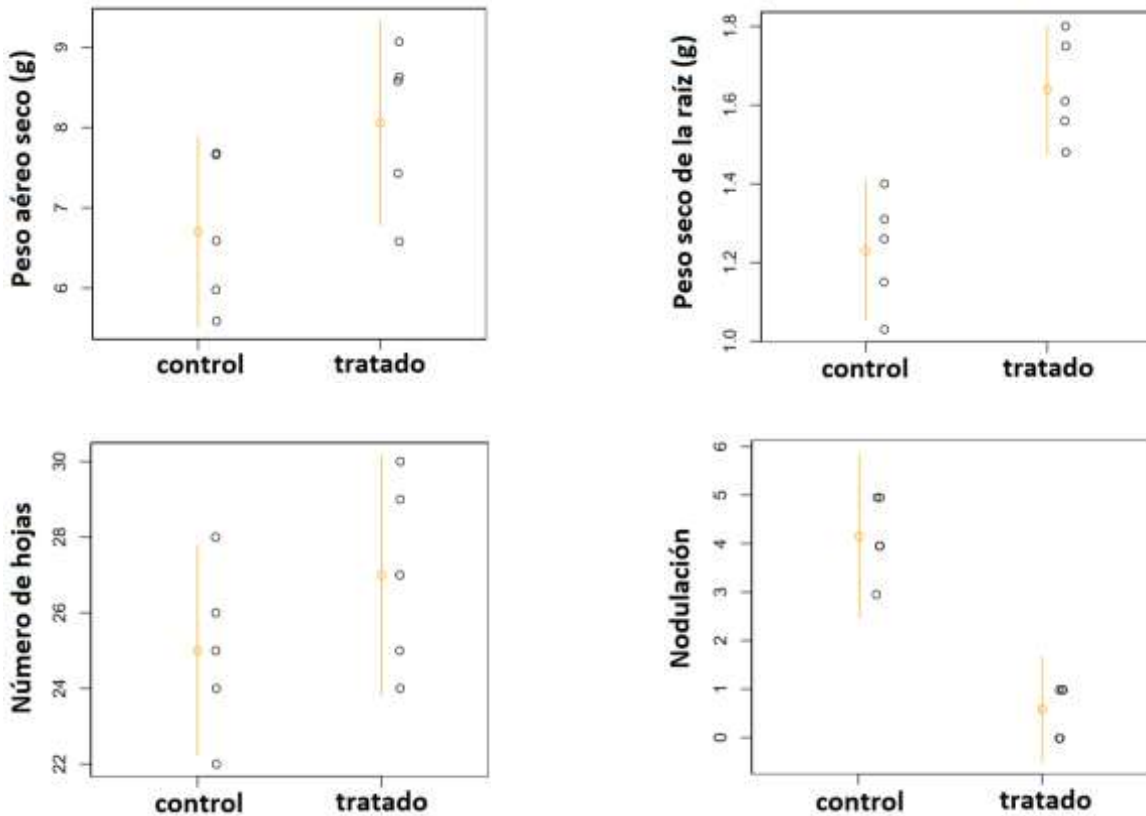 Peso aéreo seco (g)
9
8
7
6
control
tratado
Peso seco de la raíz (g)
1.8
1.6
1.4
1.2
1.0
control
tratado
Número de hojas
30
28
26
24
22
control
tratado
Nodulación
6
5
4
3
2
1
0
control
tratado